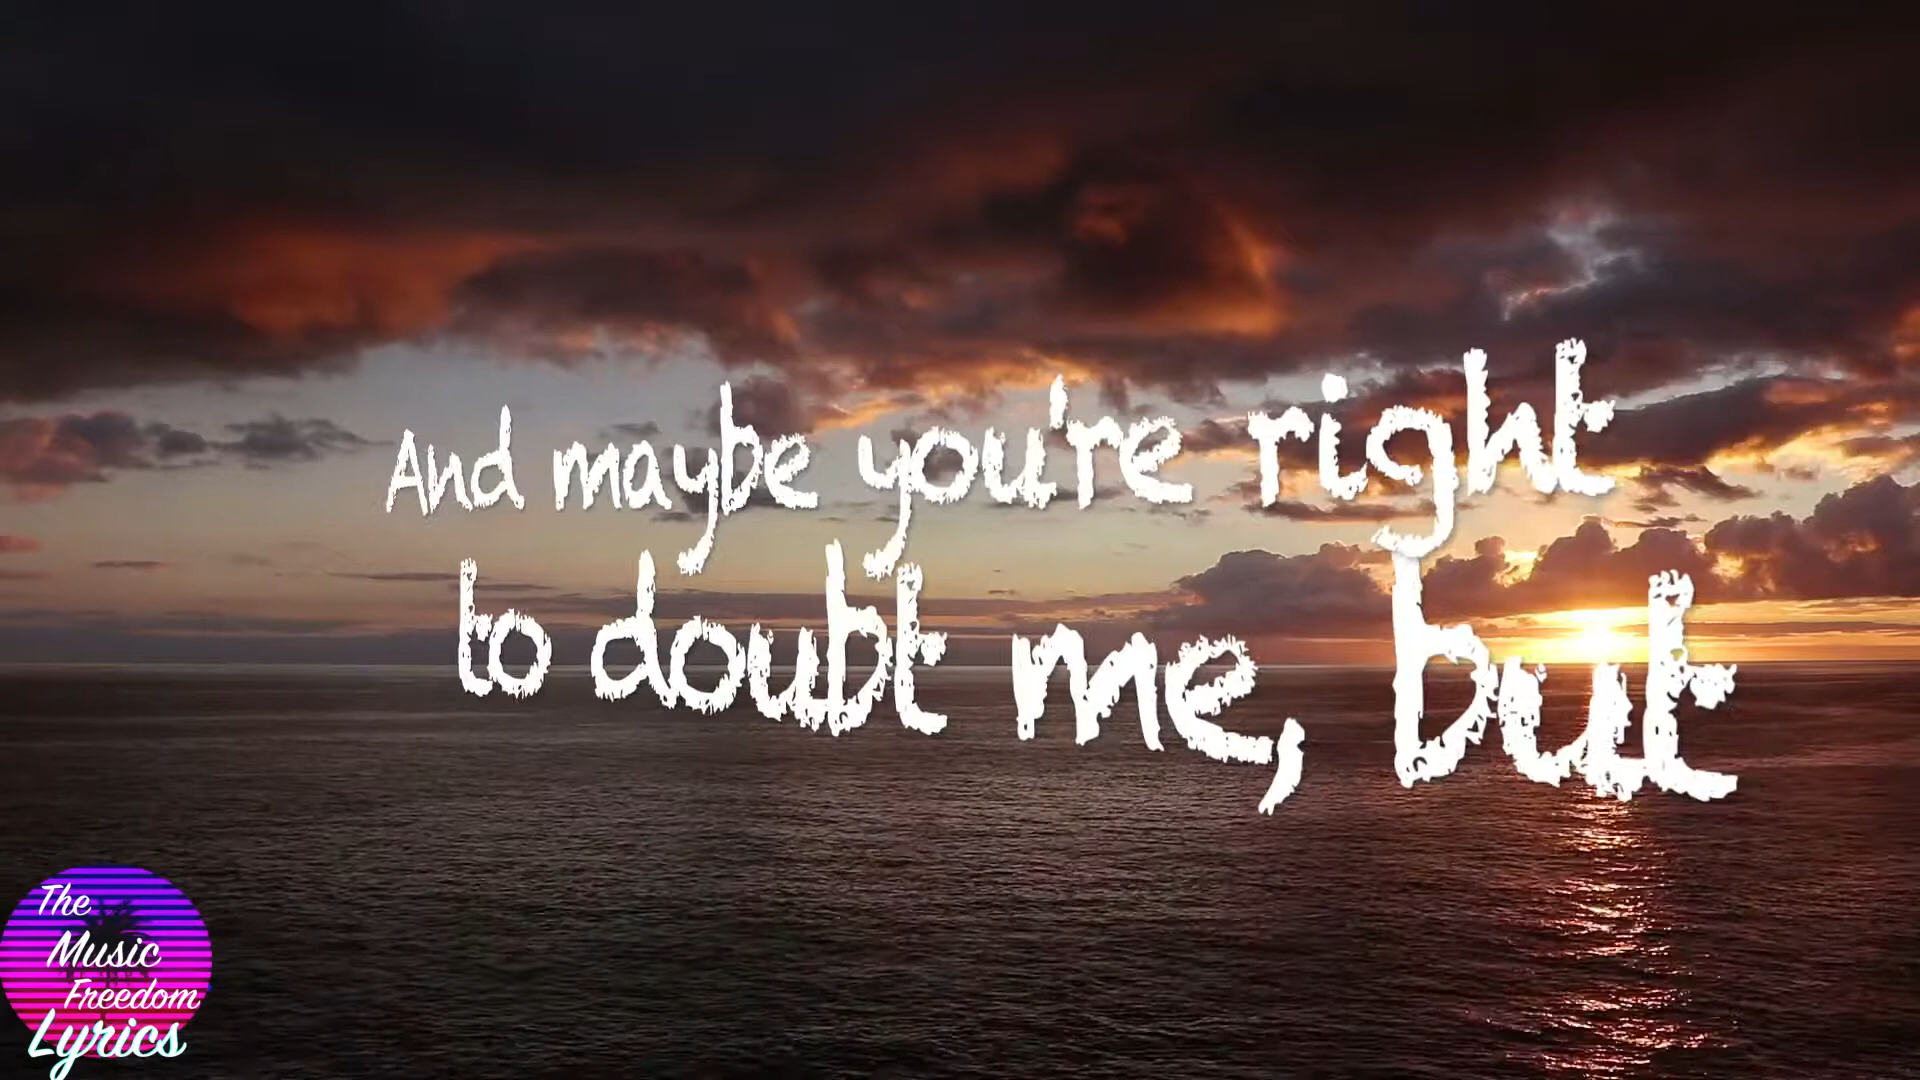 And maybe you're right
to doubt me, but
The
Music
Freedom
Lyrics